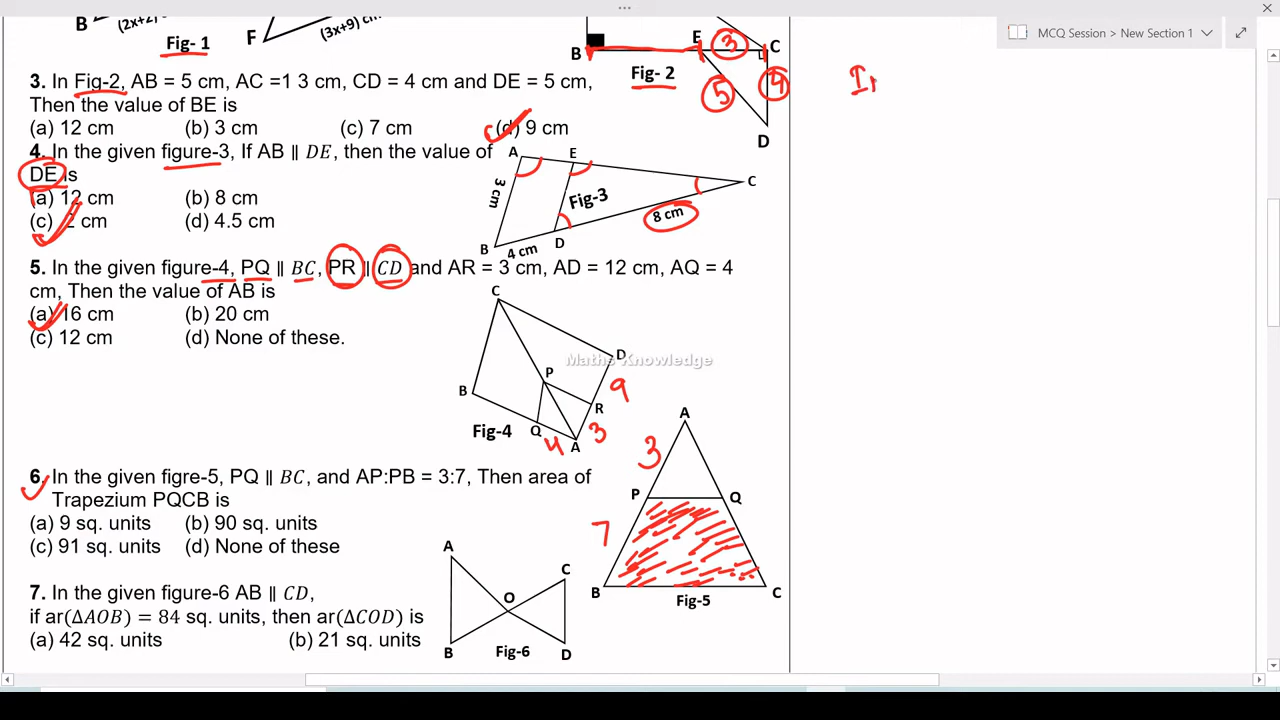 B
(2x+2)
F
(3x+9) cm
Fig- 1
B
E
3
C
Fig- 2
5
4
D
MCQ Session > New Section 1
3. In Fig-2, AB = 5 cm, AC =1 3 cm, CD = 4 cm and DE = 5 cm,
Then the value of BE is
(a) 12 cm (b) 3 cm (c) 7 cm (d) 9 cm
4. In the given figure-3, If AB ∥ DE, then the value of
DE is
(a) 12 cm (b) 8 cm
(c) 2 cm (d) 4.5 cm
A
E
C
3 cm
Fig-3
8 cm
B
4 cm
D
5. In the given figure-4, PQ ∥ BC, PR ∥ CD and AR = 3 cm, AD = 12 cm, AQ = 4
cm, Then the value of AB is
(a) 16 cm (b) 20 cm
(c) 12 cm (d) None of these.
C
D
Maths Knowledge
P
9
B
R
Fig-4
Q
4
A
3
6. In the given figre-5, PQ ∥ BC, and AP:PB = 3:7, Then area of
Trapezium PQCB is
(a) 9 sq. units (b) 90 sq. units
(c) 91 sq. units (d) None of these
A
3
P
Q
7
B
C
Fig-5
7. In the given figure-6 AB ∥ CD,
if ar(ΔAOB) = 84 sq. units, then ar(ΔCOD) is
(a) 42 sq. units (b) 21 sq. units
A
C
O
B
Fig-6
D